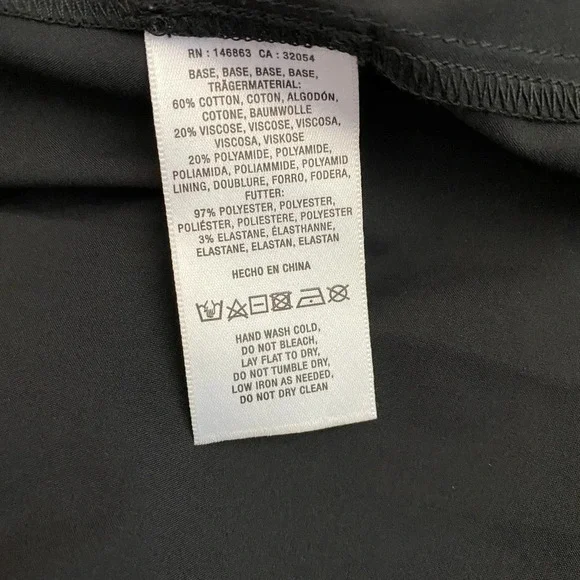 RN : 146863 CA : 32054
BASE, BASE, BASE, BASE,
TRÄGERMATERIAL:
60% COTTON, COTON, ALGODÓN,
COTONE, BAUMWOLLE
20% VISCOSE, VISCOSE, VISCOSA,
VISCOSA, VISKOSE
20% POLYAMIDE, POLYAMIDE,
POLIAMIDA, POLIAMMIDE, POLYAMID
LINING, DOUBLURE, FORRO, FODERA,
FUTTER:
97% POLYESTER, POLYESTER,
POLIÉSTER, POLIESTERE, POLYESTER
3% ELASTANE, ÉLASTHANNE,
ELASTANE, ELASTAN, ELASTAN
HECHO EN CHINA
HAND WASH COLD,
DO NOT BLEACH,
LAY FLAT TO DRY,
DO NOT TUMBLE DRY,
LOW IRON AS NEEDED,
DO NOT DRY CLEAN